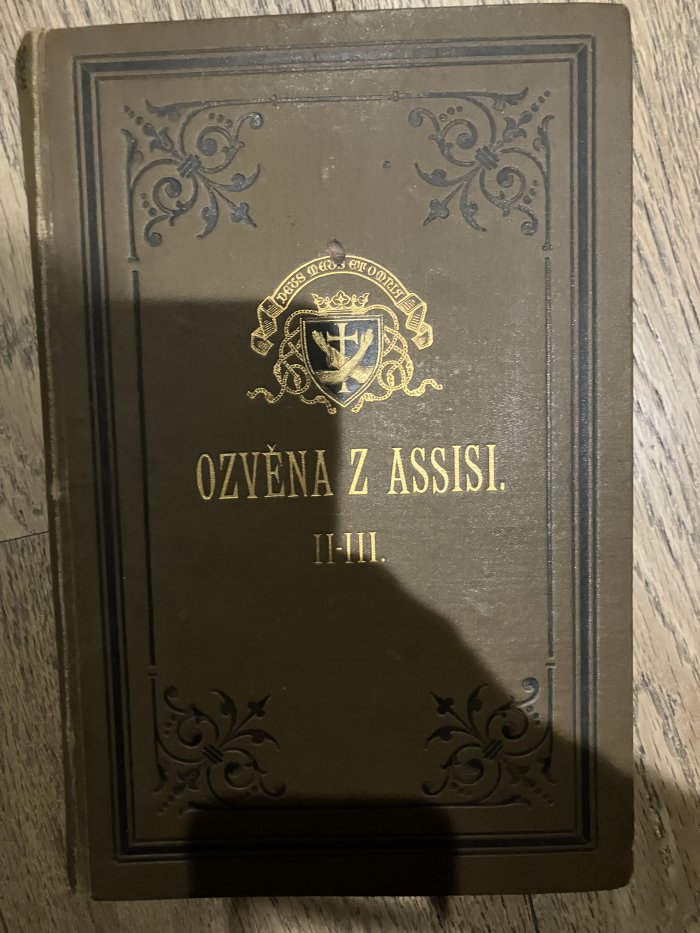 DEUS MEUS ET OMNIA
OZVĚNA Z ASSISI.
II-III.